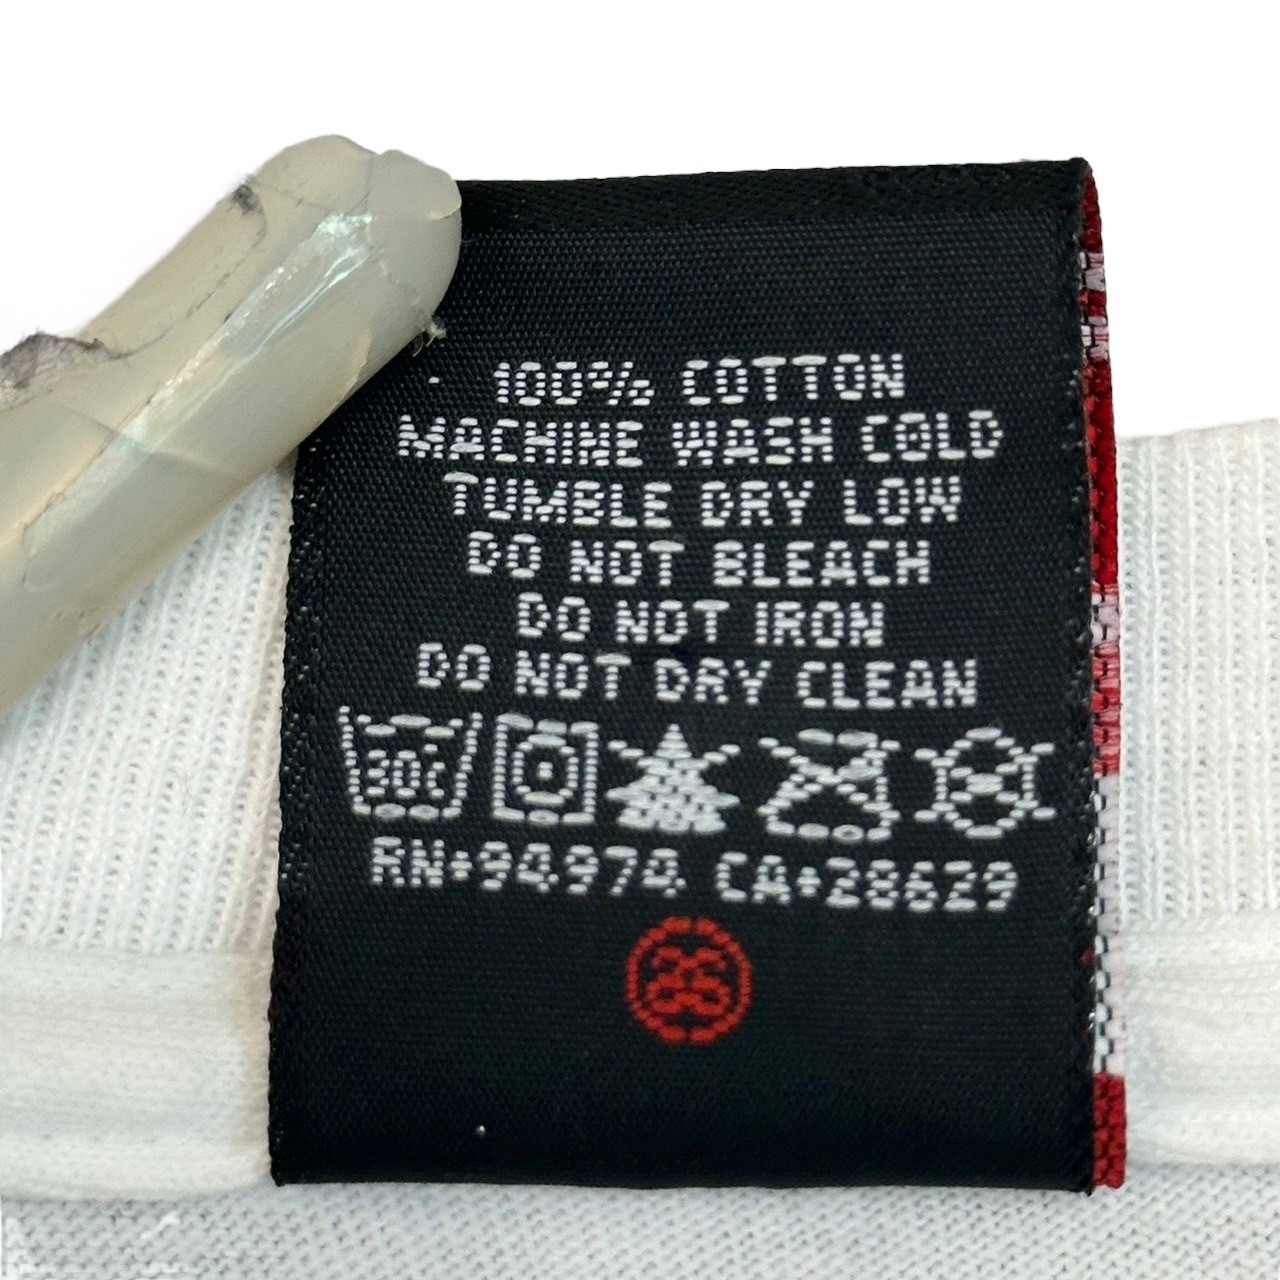 100% COTTON
MACHINE WASH COLD
TUMBLE DRY LOW
DO NOT BLEACH
DO NOT IRON
DO NOT DRY CLEAN
30c
RN•94974 CA•28629